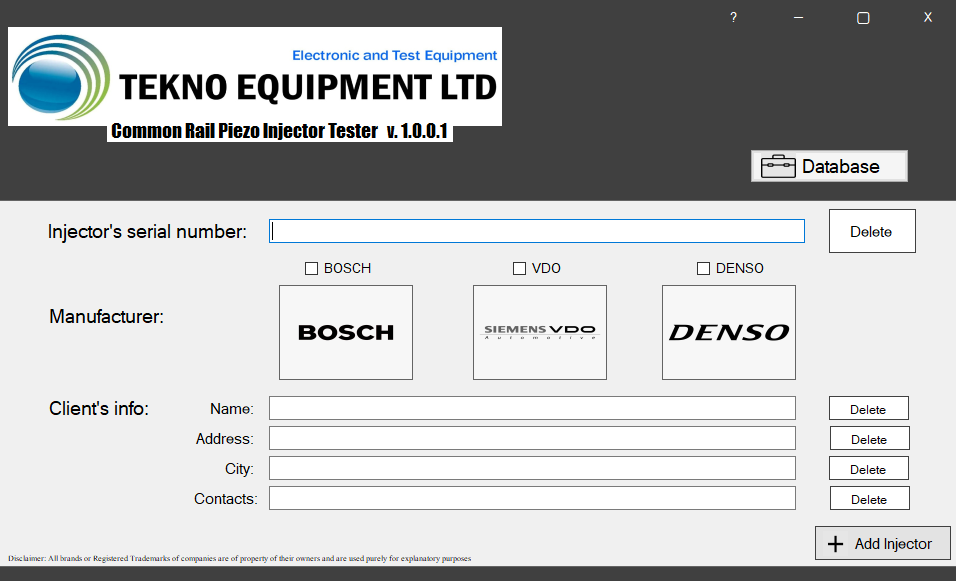 ? X
Electronic and Test Equipment
TEKNO EQUIPMENT LTD
Common Rail Piezo Injector Tester v. 1.0.0.1
Database
Injector's serial number: Delete
BOSCH VDO DENSO
Manufacturer: BOSCH SIEMENS VDO DENSO
Automotive
Client's info: Name: Delete
Address: Delete
City: Delete
Contacts: Delete
+ Add Injector
Disclaimer: All brands or Registered Trademarks of companies are of property of their owners and are used purely for explanatory purposes